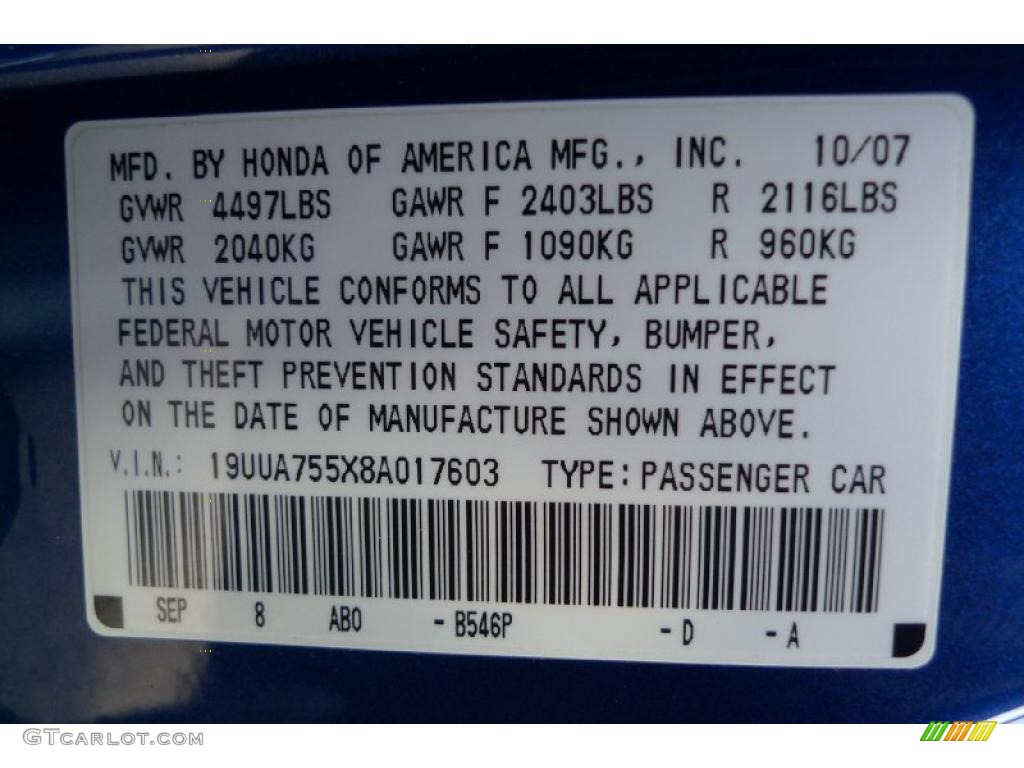 MFD. BY HONDA OF AMERICA MFG., INC. 10/07
GVWR 4497LBS GAWR F 2403LBS R 2116LBS
GVWR 2040KG GAWR F 1090KG R 960KG
THIS VEHICLE CONFORMS TO ALL APPLICABLE
FEDERAL MOTOR VEHICLE SAFETY, BUMPER,
AND THEFT PREVENTION STANDARDS IN EFFECT
ON THE DATE OF MANUFACTURE SHOWN ABOVE.
V.I.N.: 19UUA755X8A017603 TYPE: PASSENGER CAR
SEP 8 AB0 - B546P - D - A
GTCARLOT.COM